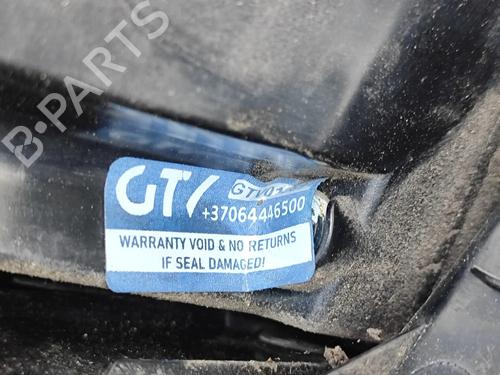 B-PARTS
GTV
+37064446500
WARRANTY VOID & NO RETURNS
IF SEAL DAMAGED!